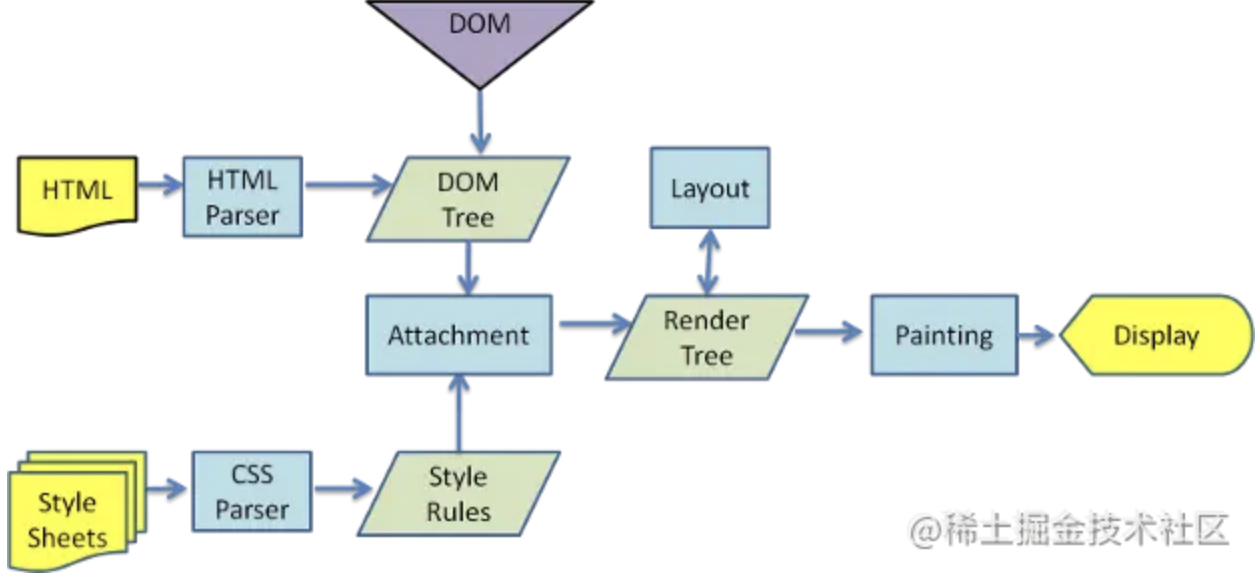 DOM
HTML
HTML
Parser
DOM
Tree
Layout
Attachment
Render
Tree
Painting
Display
Style
Sheets
CSS
Parser
Style
Rules
@稀土掘金技术社区